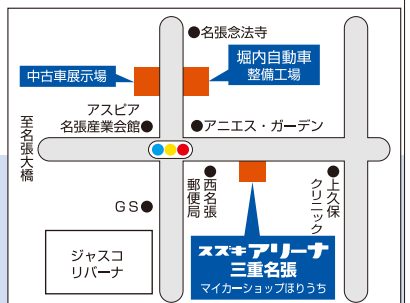 名張念法寺
堀内自動車
整備工場
中古車展示場
アスピア
名張産業会館
アニエス・ガーデン
至名張大橋
西名張
郵便局
上久保
クリニック
GS
ジャスコ
リバーナ
スズキアリーナ
三重名張
マイカーショップほりうち